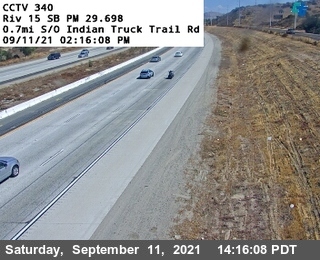 CCTV 340
Riv 15 SB PM 29.698
0.7mi S/O Indian Truck Trail Rd
09/11/21 02:16:08 PM
Saturday, September 11, 2021 14:16:08 PDT